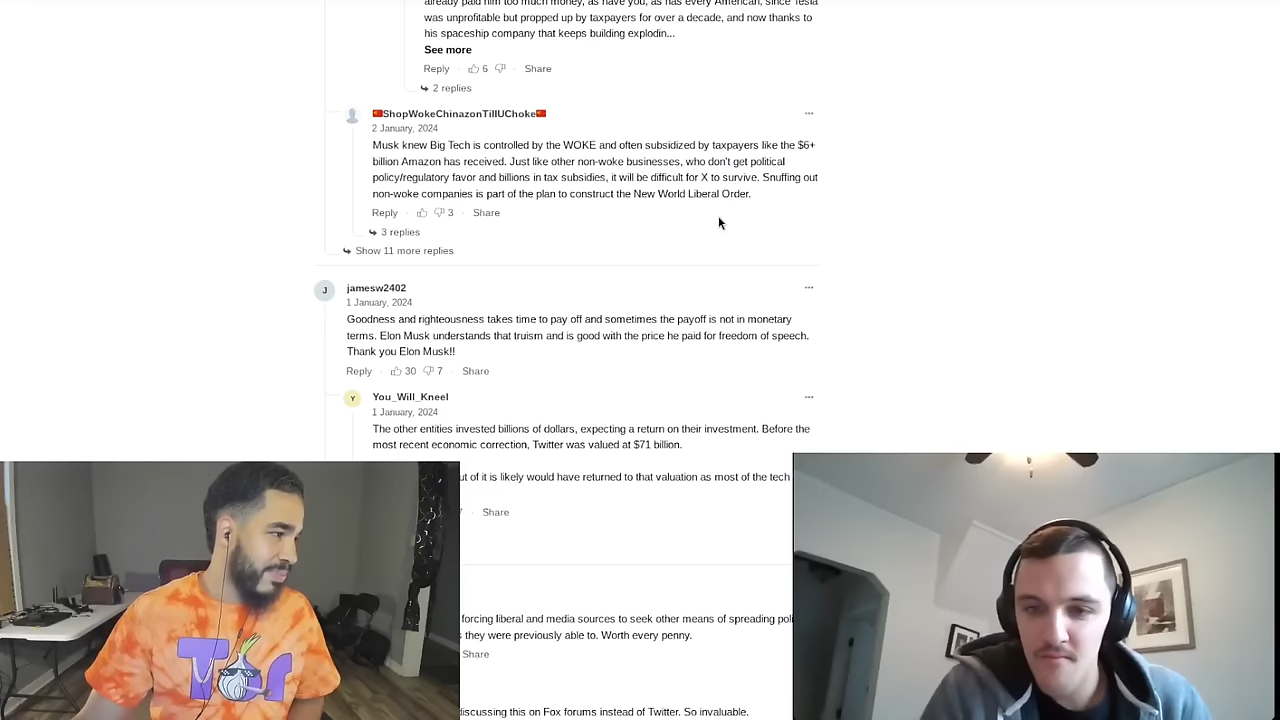 already paid him too much money, as have you, as has every American, since Tesla
was unprofitable but propped up by taxpayers for over a decade, and now thanks to
his spaceship company that keeps building explodin...
See more
Reply · 6 · Share
2 replies
🇨🇳ShopWokeChinazonTillUChoke🇨🇳
2 January, 2024
Musk knew Big Tech is controlled by the WOKE and often subsidized by taxpayers like the $6+
billion Amazon has received. Just like other non-woke businesses, who don't get political
policy/regulatory favor and billions in tax subsidies, it will be difficult for X to survive. Snuffing out
non-woke companies is part of the plan to construct the New World Liberal Order.
Reply · 3 · Share
3 replies
Show 11 more replies
J
jamesw2402
1 January, 2024
Goodness and righteousness takes time to pay off and sometimes the payoff is not in monetary
terms. Elon Musk understands that truism and is good with the price he paid for freedom of speech.
Thank you Elon Musk!!
Reply · 30 7 · Share
Y
You_Will_Kneel
1 January, 2024
The other entities invested billions of dollars, expecting a return on their investment. Before the
most recent economic correction, Twitter was valued at $71 billion.
ut of it is likely would have returned to that valuation as most of the tech
· Share
forcing liberal and media sources to seek other means of spreading poli
s they were previously able to. Worth every penny.
Share
discussing this on Fox forums instead of Twitter. So invaluable.
Tor